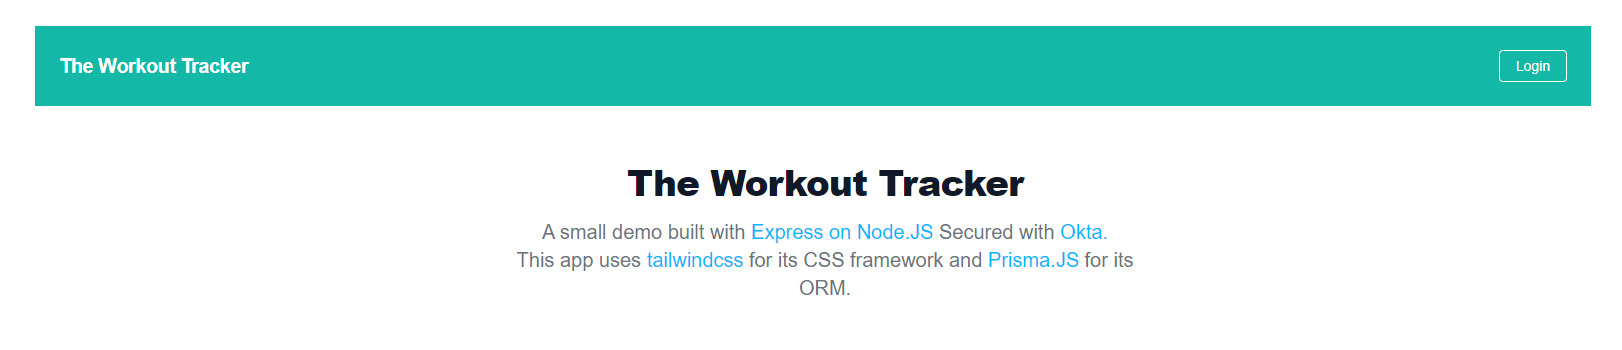 The Workout Tracker
Login
The Workout Tracker
A small demo built with Express on Node.JS Secured with Okta.
This app uses tailwindcss for its CSS framework and Prisma.JS for its
ORM.